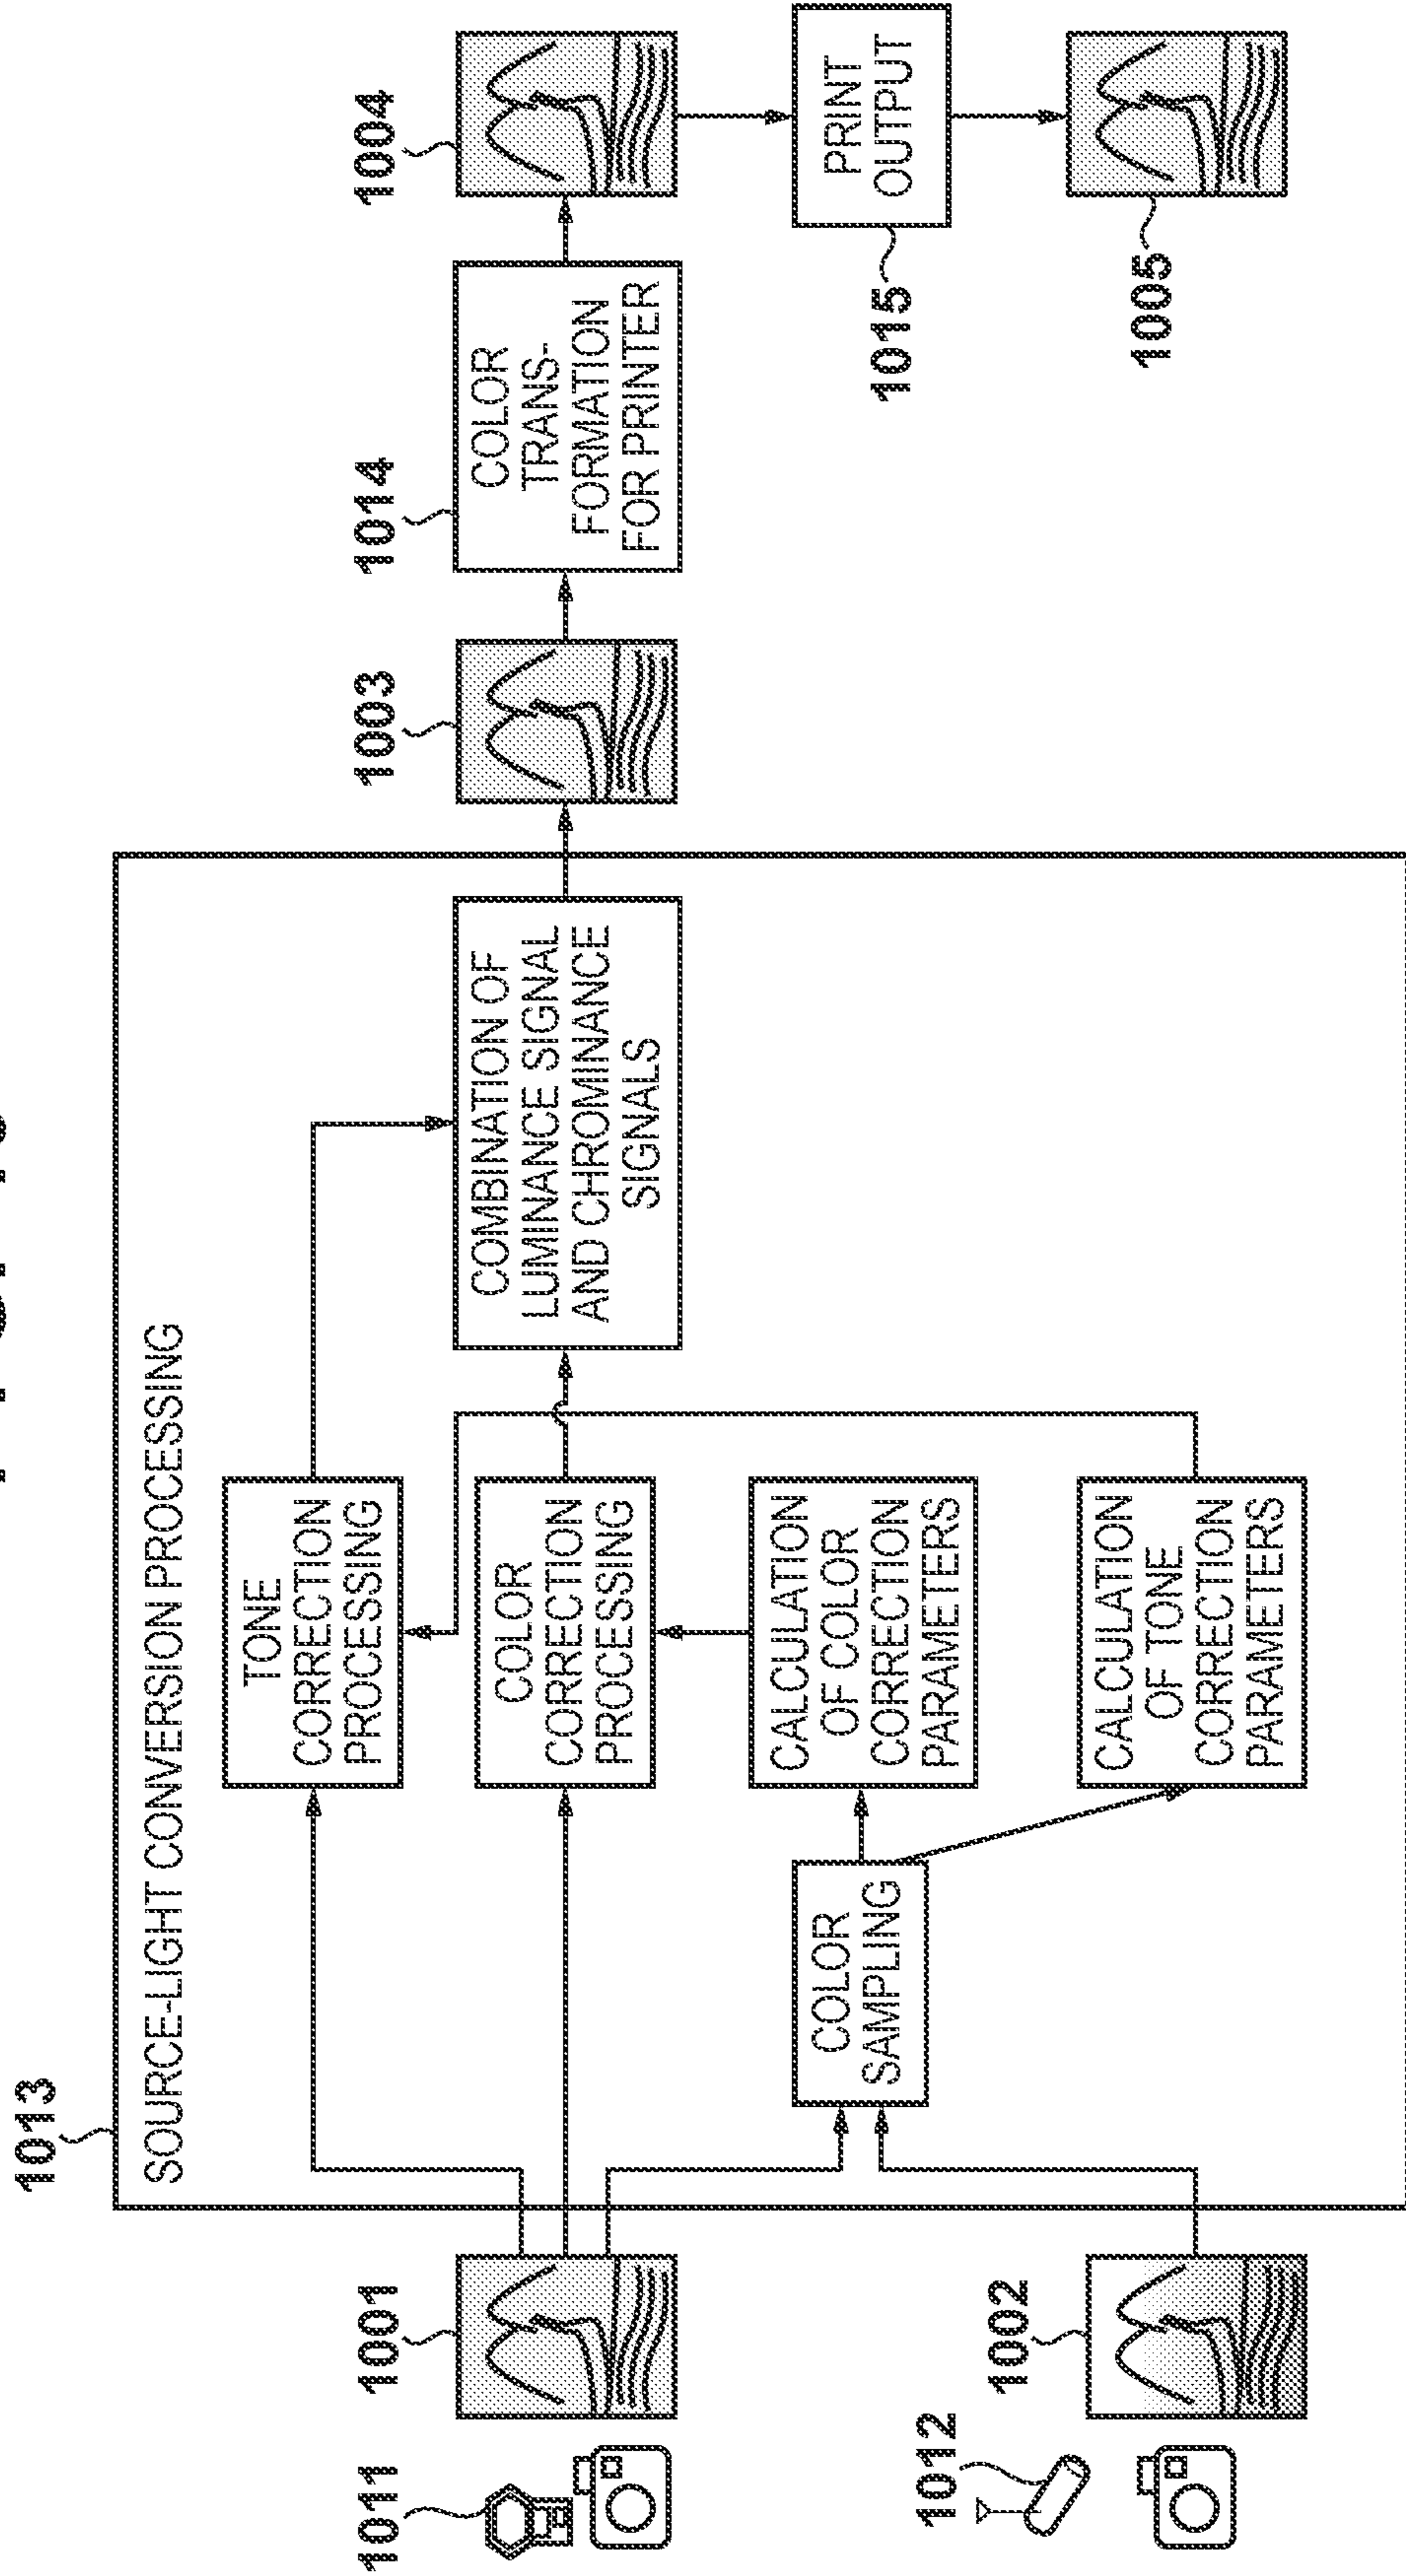 1013
SOURCE-LIGHT CONVERSION PROCESSING
1011
1001
TONE
CORRECTION
PROCESSING
COLOR
CORRECTION
PROCESSING
COMBINATION OF
LUMINANCE SIGNAL
AND CHROMINANCE
SIGNALS
1003
1014
COLOR
TRANS-
FORMATION
FOR PRINTER
1004
1012
1002
COLOR
SAMPLING
CALCULATION
OF COLOR
CORRECTION
PARAMETERS
CALCULATION
OF TONE
CORRECTION
PARAMETERS
1015
PRINT
OUTPUT
1005